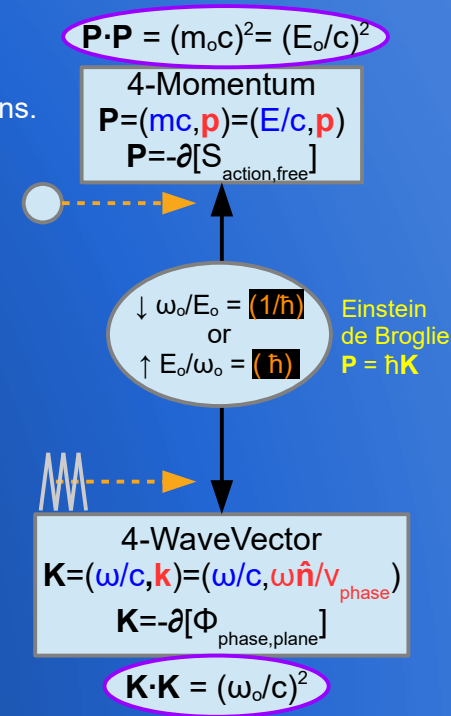 P·P = (mₒc)²= (Eₒ/c)²
ns.
4-Momentum
P=(mc,p)=(E/c,p)
P=-∂[S_action,free]
↓ ωₒ/Eₒ = (1/ħ)
or
↑ Eₒ/ωₒ = ( ħ)
Einstein
de Broglie
P = ħK
4-WaveVector
K=(ω/c,k)=(ω/c,ωn̂/v_phase)
K=-∂[Φ_phase,plane]
K·K = (ωₒ/c)²